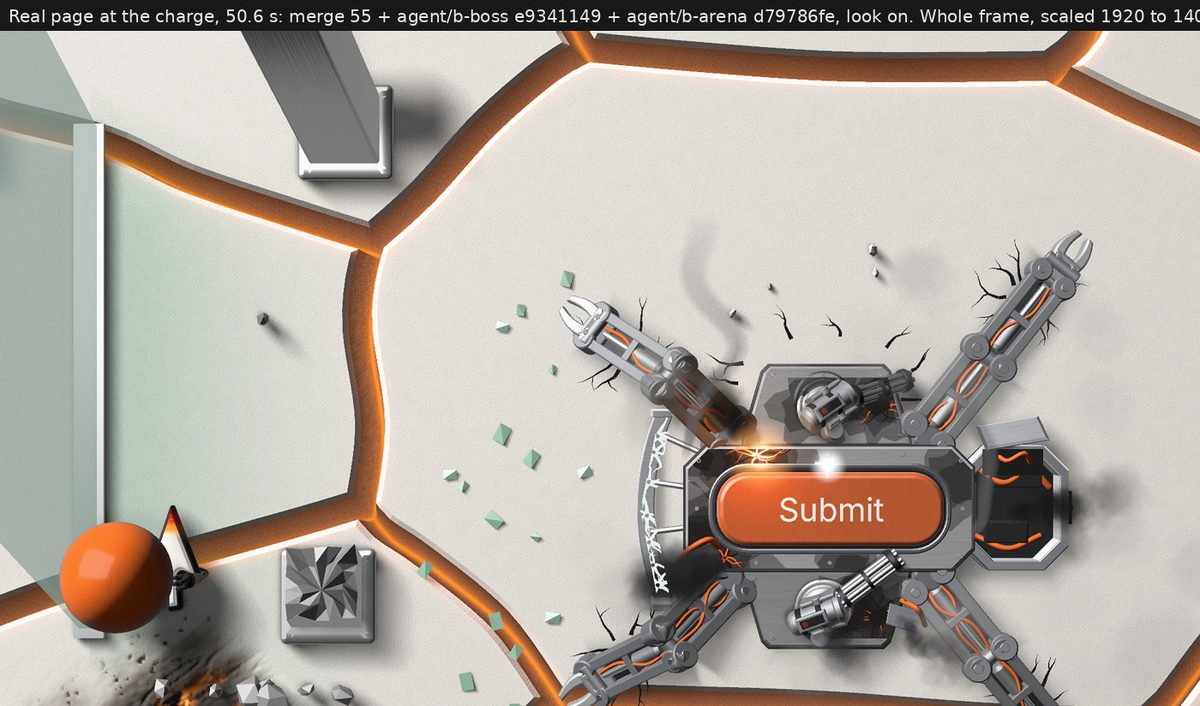 Real page at the charge, 50.6 s: merge 55 + agent/b-boss e9341149 + agent/b-arena d79786fe, look on. Whole frame, scaled 1920 to 140
Submit